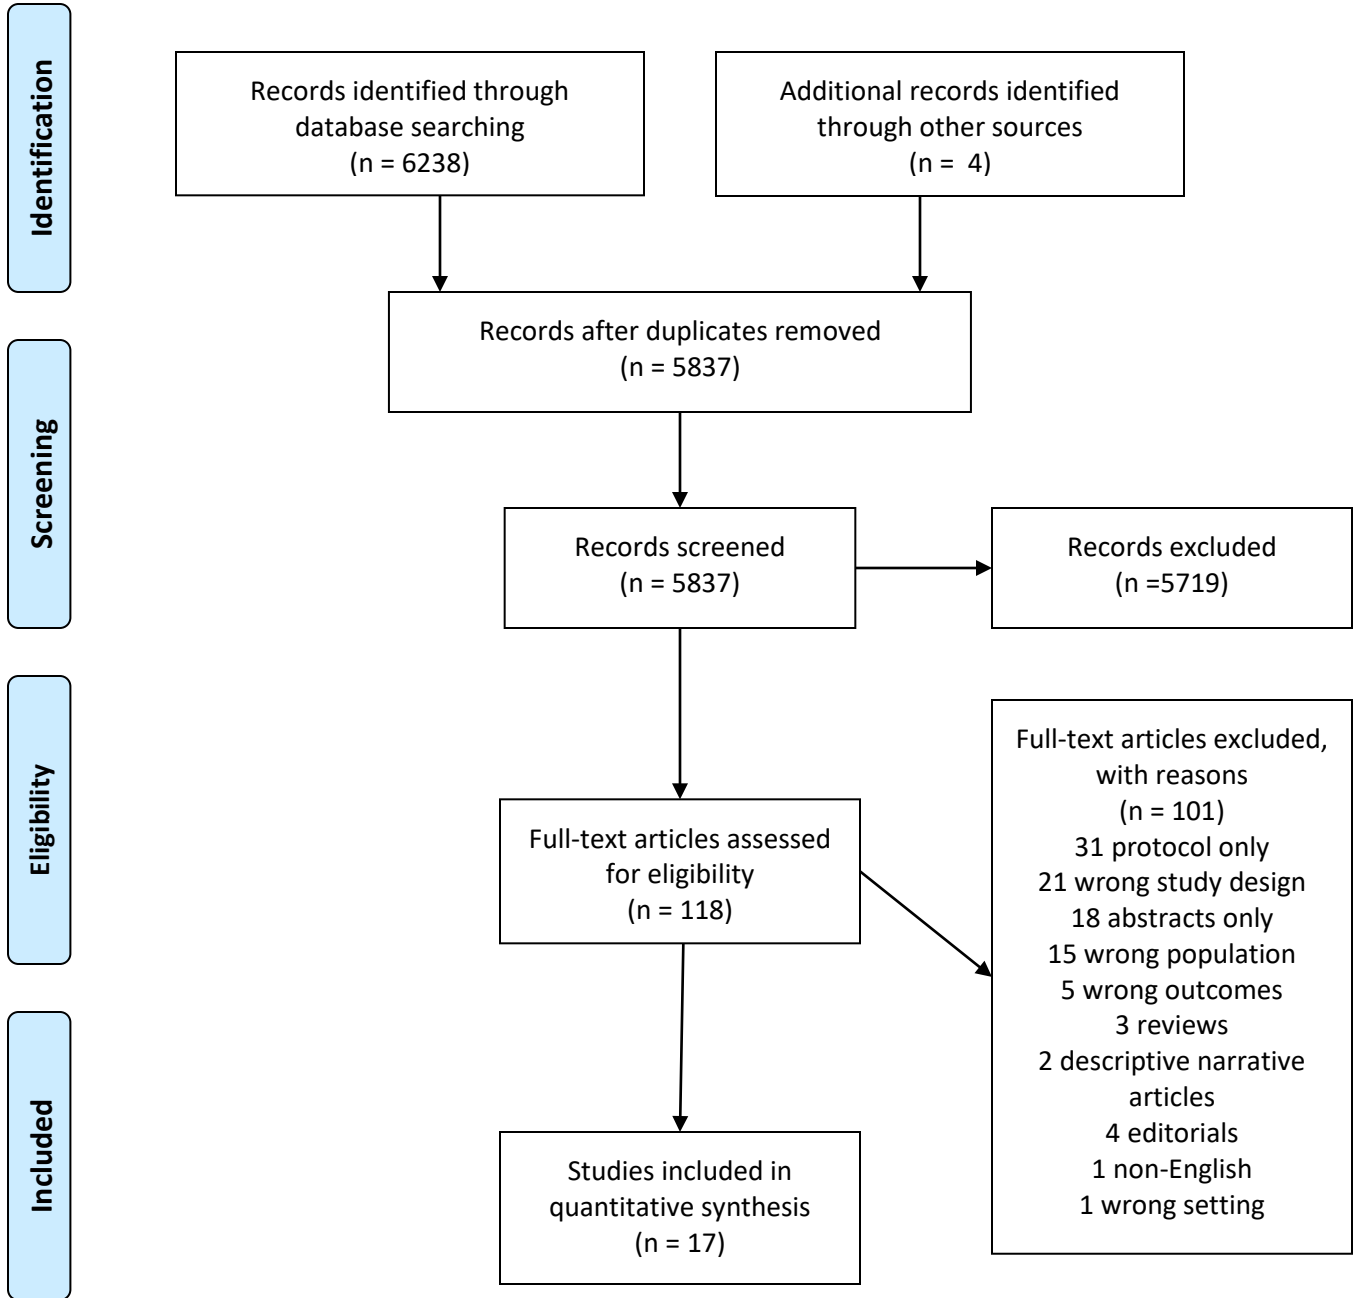 Identification
Records identified through
database searching
(n = 6238)
Additional records identified
through other sources
(n =  4)
Records after duplicates removed
(n = 5837)
Screening
Records screened
(n = 5837)
Records excluded
(n =5719)
Eligibility
Full-text articles assessed
for eligibility
(n = 118)
Full-text articles excluded,
with reasons
(n = 101)
31 protocol only
21 wrong study design
18 abstracts only
15 wrong population
5 wrong outcomes
3 reviews
2 descriptive narrative
articles
4 editorials
1 non-English
1 wrong setting
Included
Studies included in
quantitative synthesis
(n = 17)